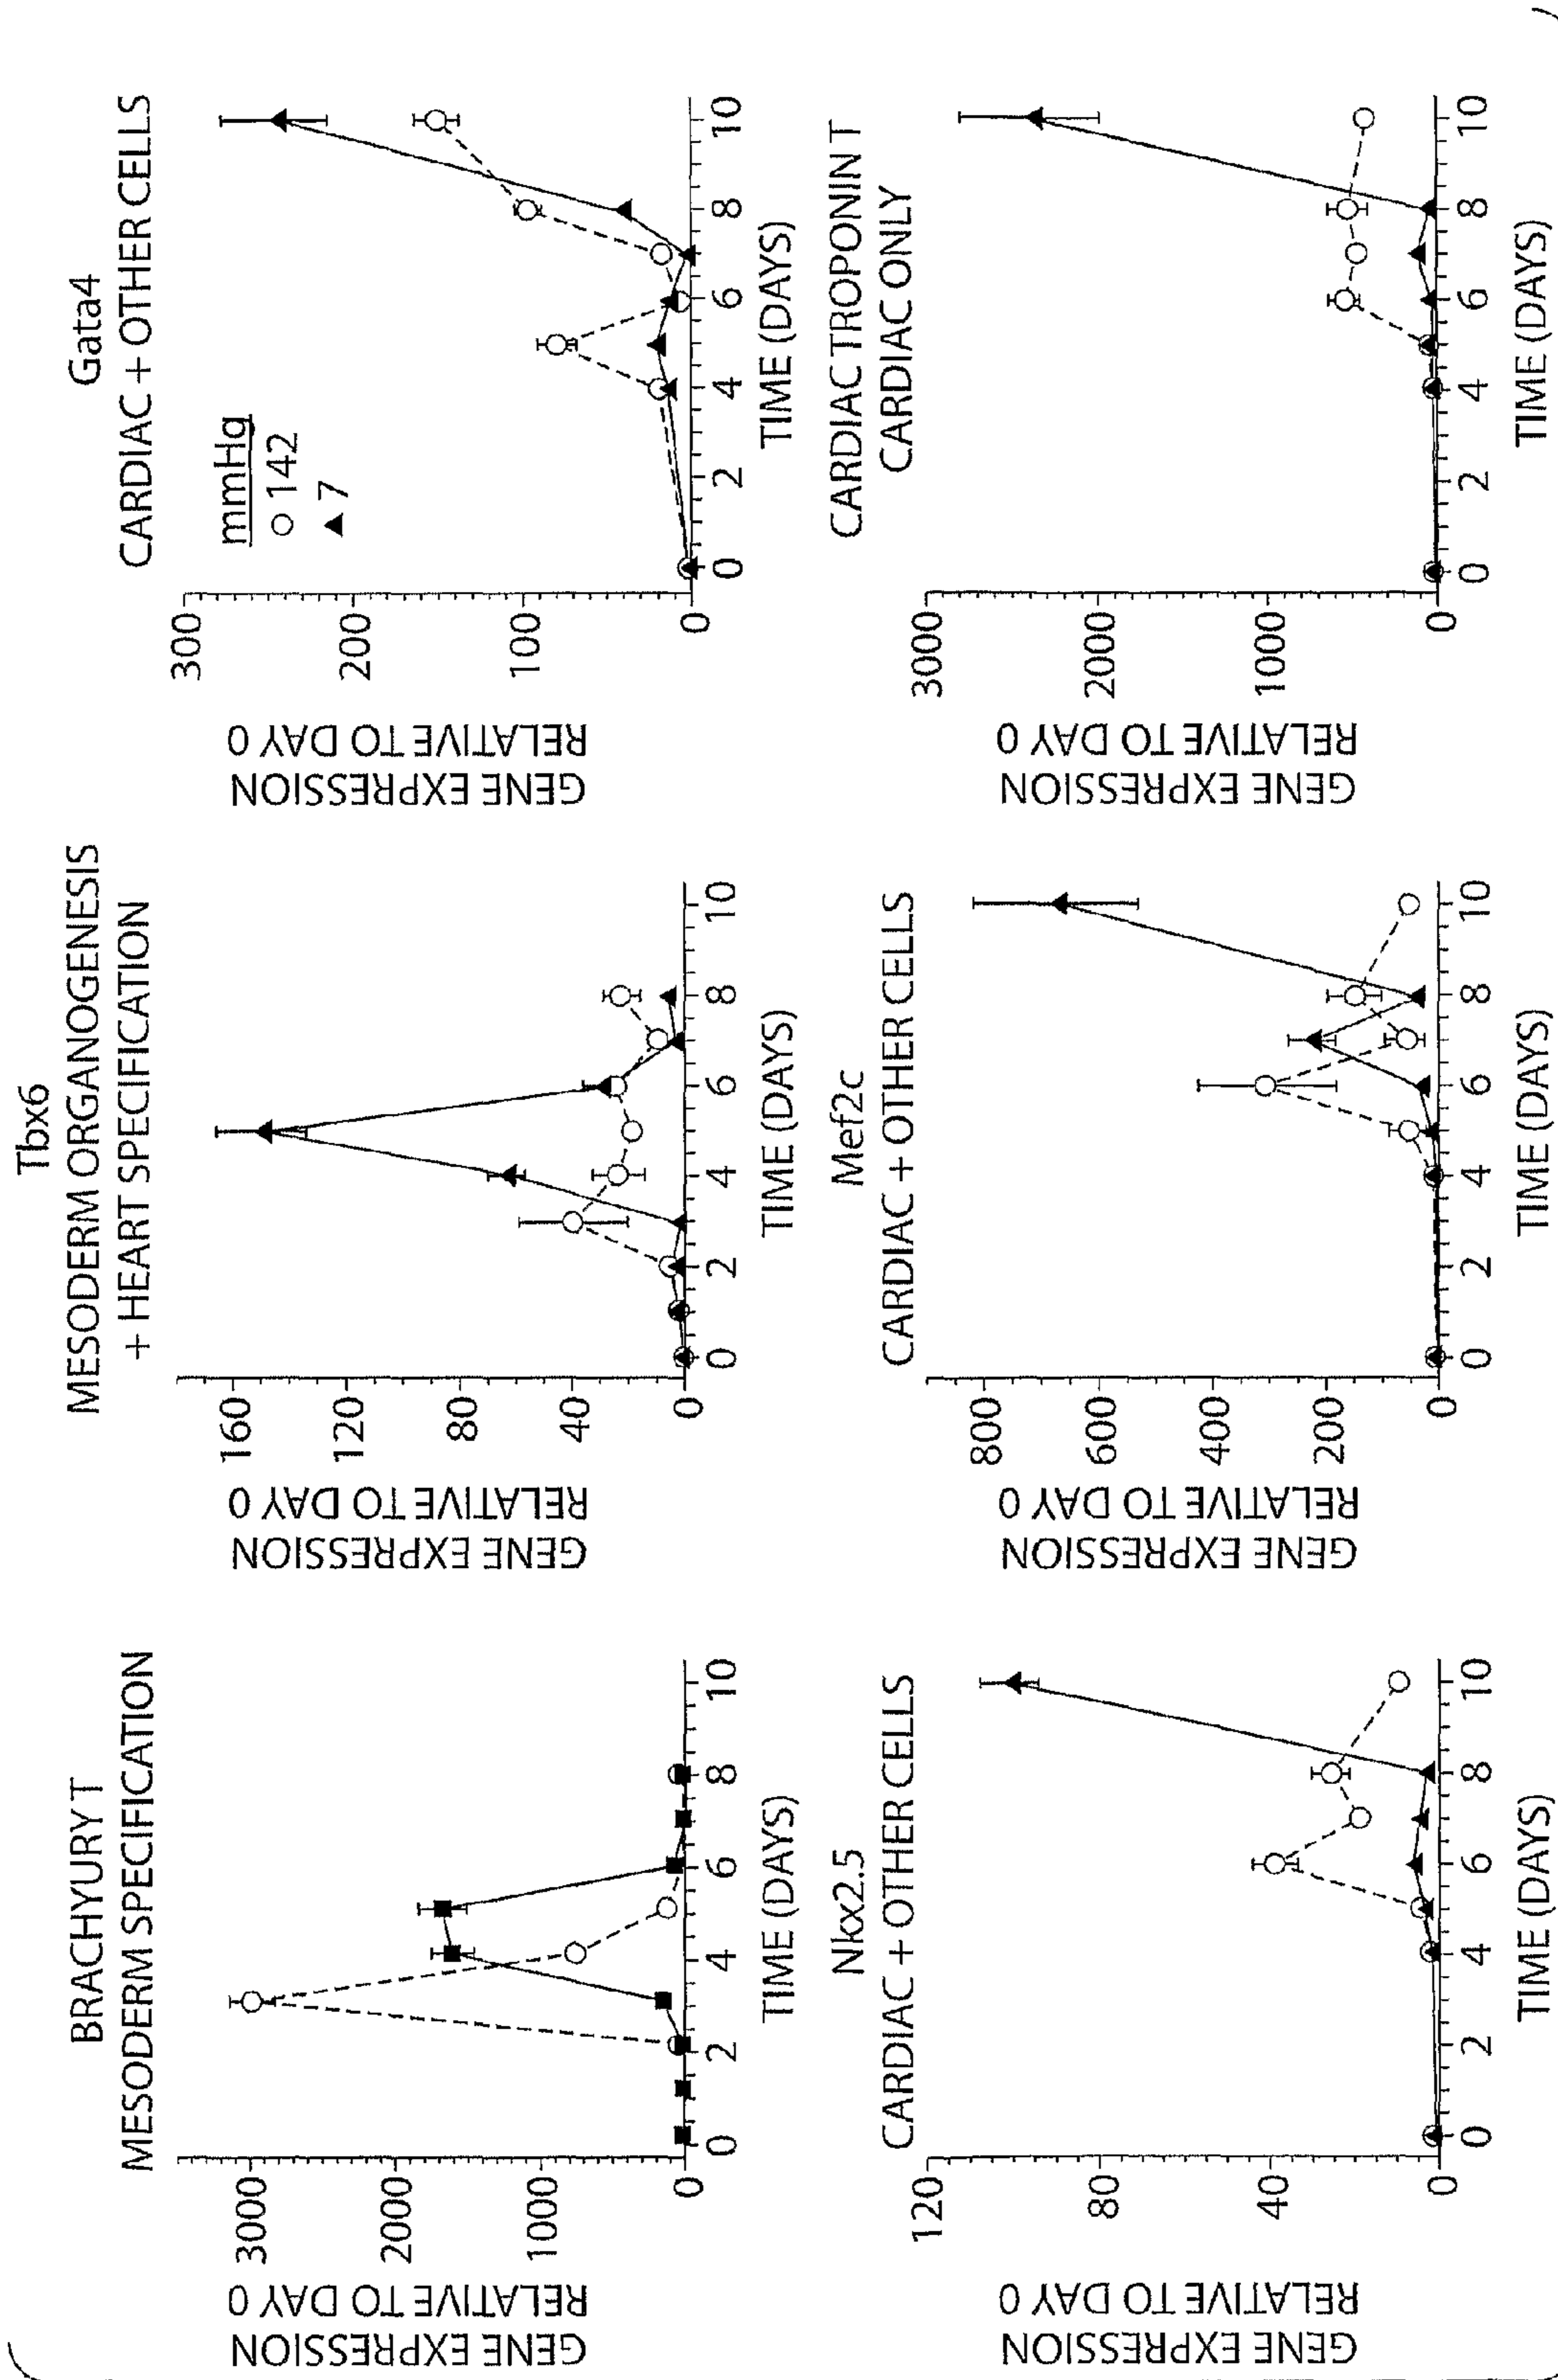 BRACHYURY T
MESODERM SPECIFICATION
GENE EXPRESSION
RELATIVE TO DAY 0
3000
2000
1000
0
0 2 4 6 8 10
TIME (DAYS)
Tbx6
MESODERM ORGANOGENESIS
+ HEART SPECIFICATION
GENE EXPRESSION
RELATIVE TO DAY 0
160
120
80
40
0
0 2 4 6 8 10
TIME (DAYS)
Gata4
CARDIAC + OTHER CELLS
mmHg
142
7
GENE EXPRESSION
RELATIVE TO DAY 0
300
200
100
0
0 2 4 6 8 10
TIME (DAYS)
Nkx2.5
CARDIAC + OTHER CELLS
GENE EXPRESSION
RELATIVE TO DAY 0
120
80
40
0
0 2 4 6 8 10
TIME (DAYS)
Mef2c
CARDIAC + OTHER CELLS
GENE EXPRESSION
RELATIVE TO DAY 0
800
600
400
200
0
0 2 4 6 8 10
TIME (DAYS)
CARDIAC TROPONIN T
CARDIAC ONLY
GENE EXPRESSION
RELATIVE TO DAY 0
3000
2000
1000
0
0 2 4 6 8 10
TIME (DAYS)